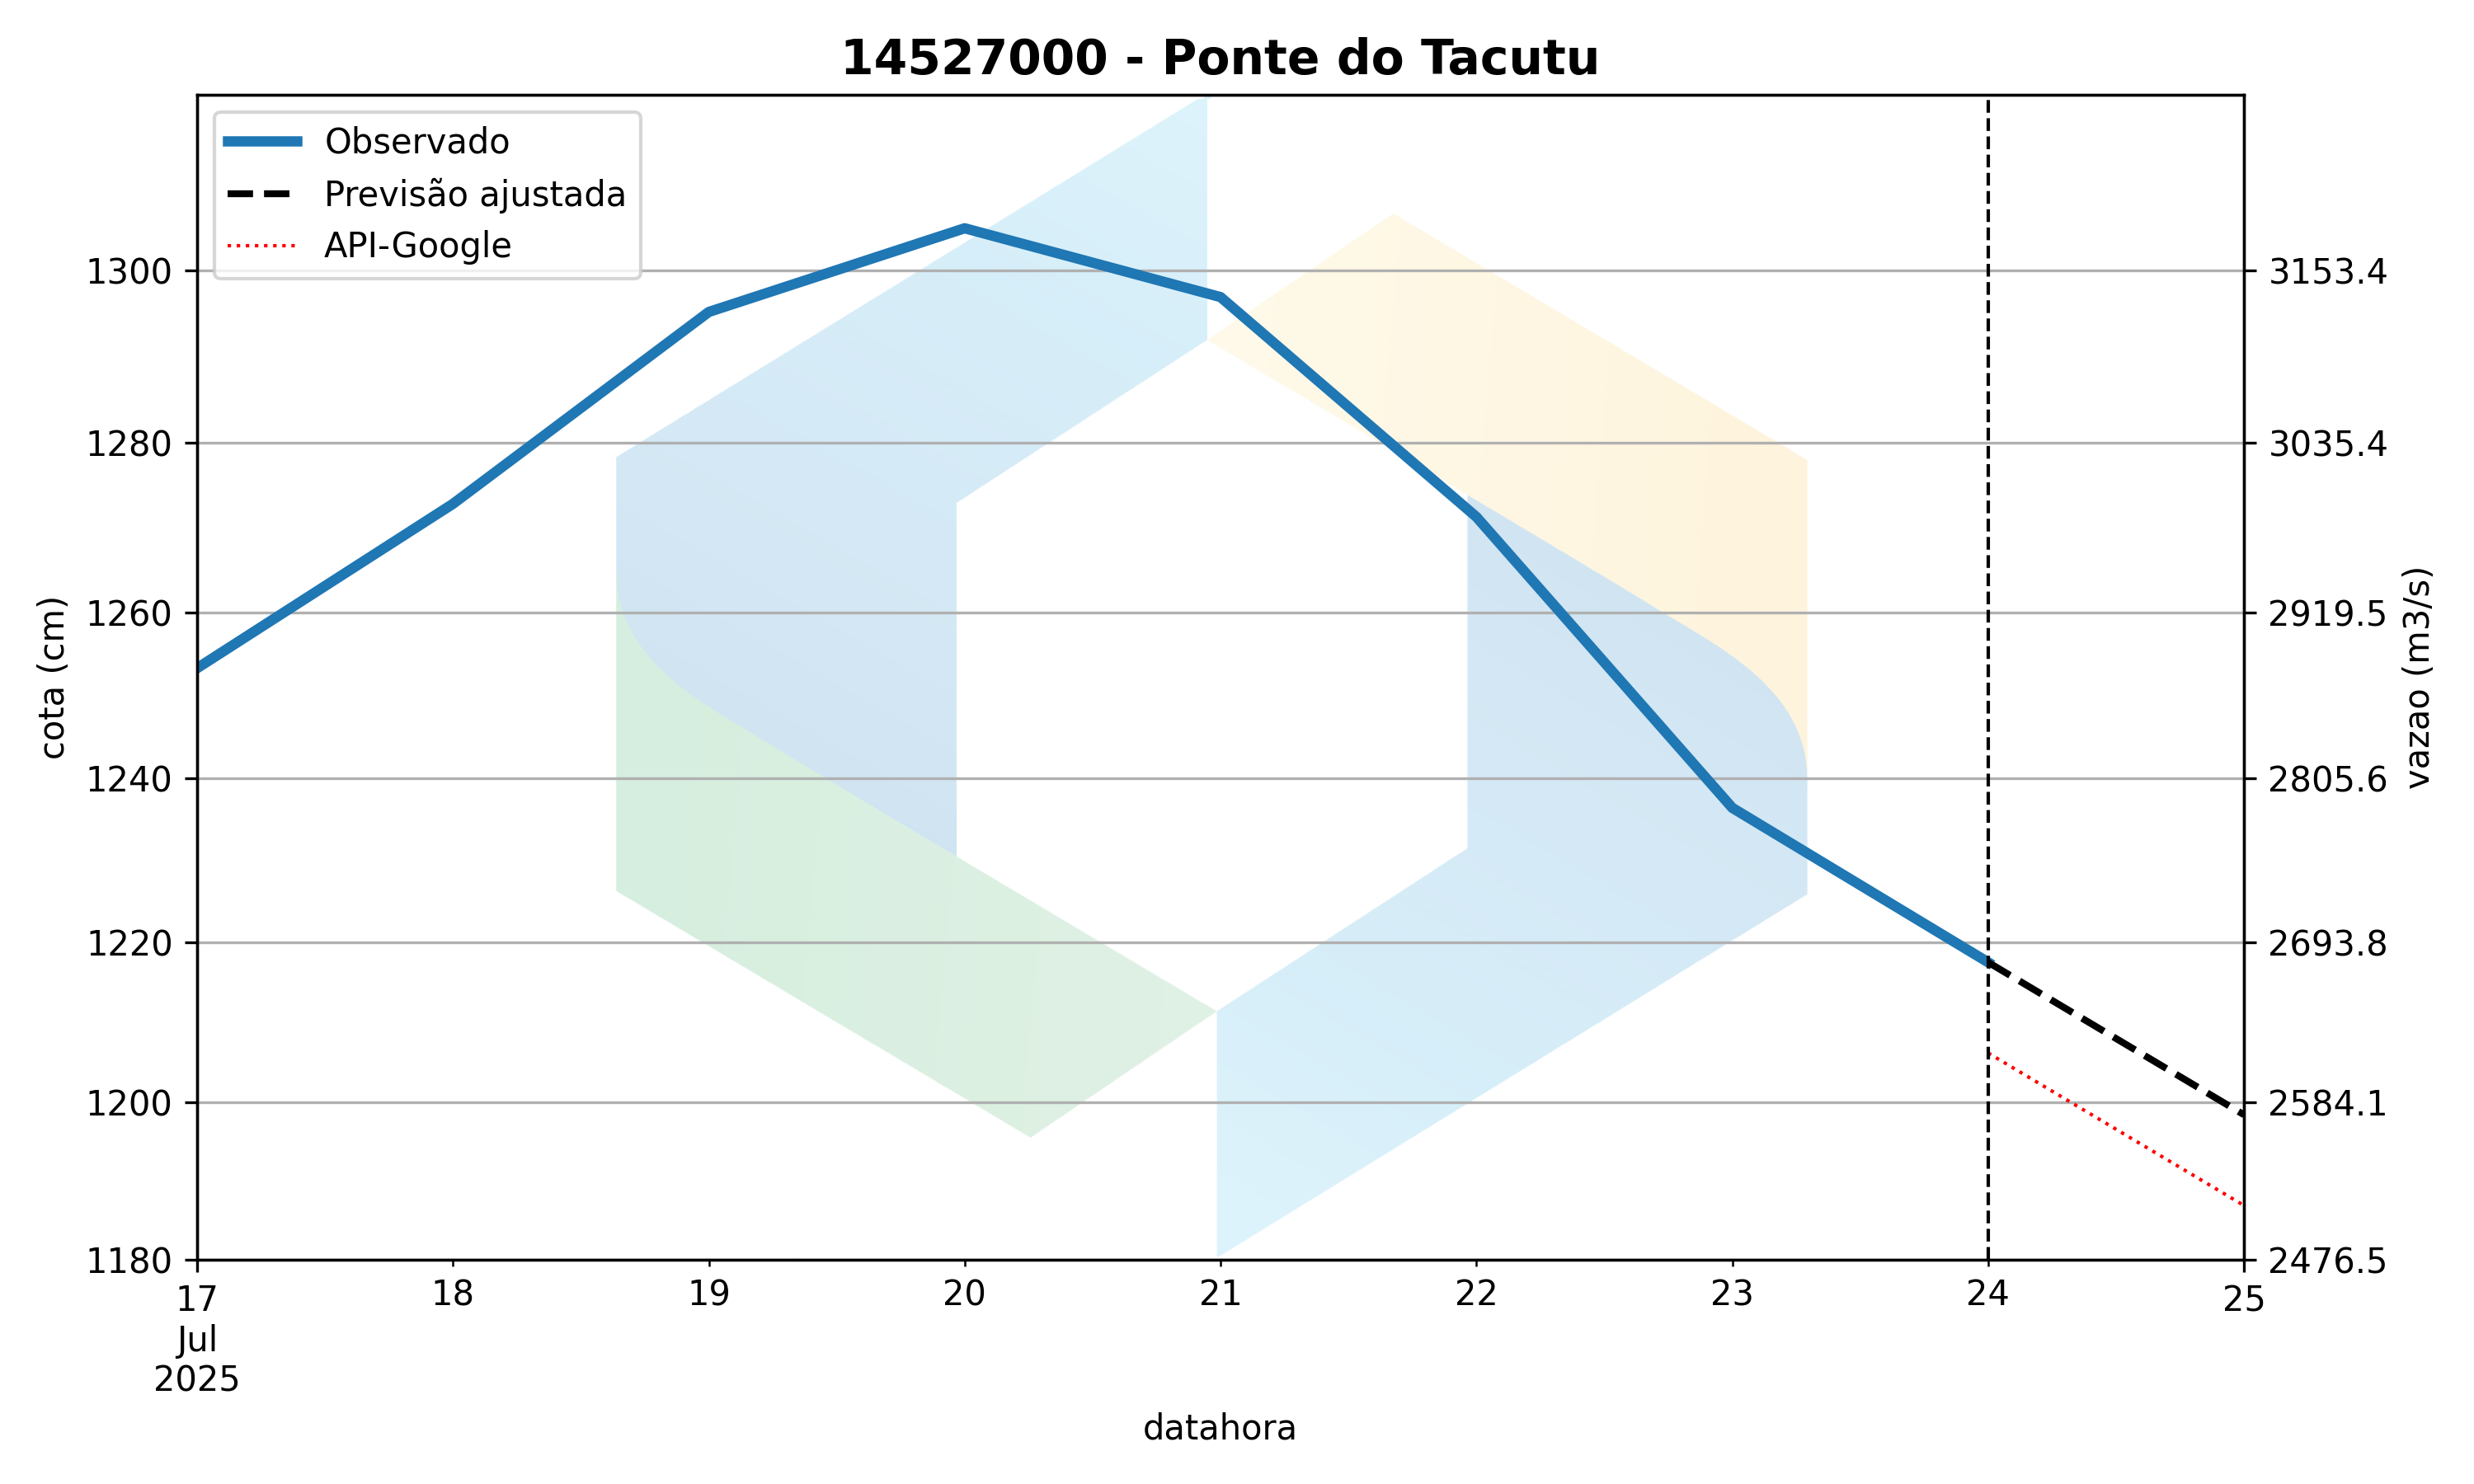 14527000 - Ponte do Tacutu
Observado
Previsão ajustada
API-Google
1300
1280
1260
1240
1220
1200
1180
cota (cm)
3153.4
3035.4
2919.5
2805.6
2693.8
2584.1
2476.5
vazao (m3/s)
17 18 19 20 21 22 23 24 25
Jul
2025
datahora